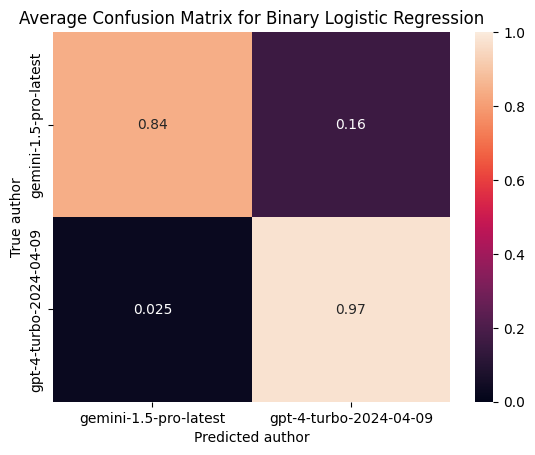 Average Confusion Matrix for Binary Logistic Regression
True author
gemini-1.5-pro-latest
gpt-4-turbo-2024-04-09
0.84
0.16
0.025
0.97
gemini-1.5-pro-latest
gpt-4-turbo-2024-04-09
Predicted author
1.0
0.8
0.6
0.4
0.2
0.0